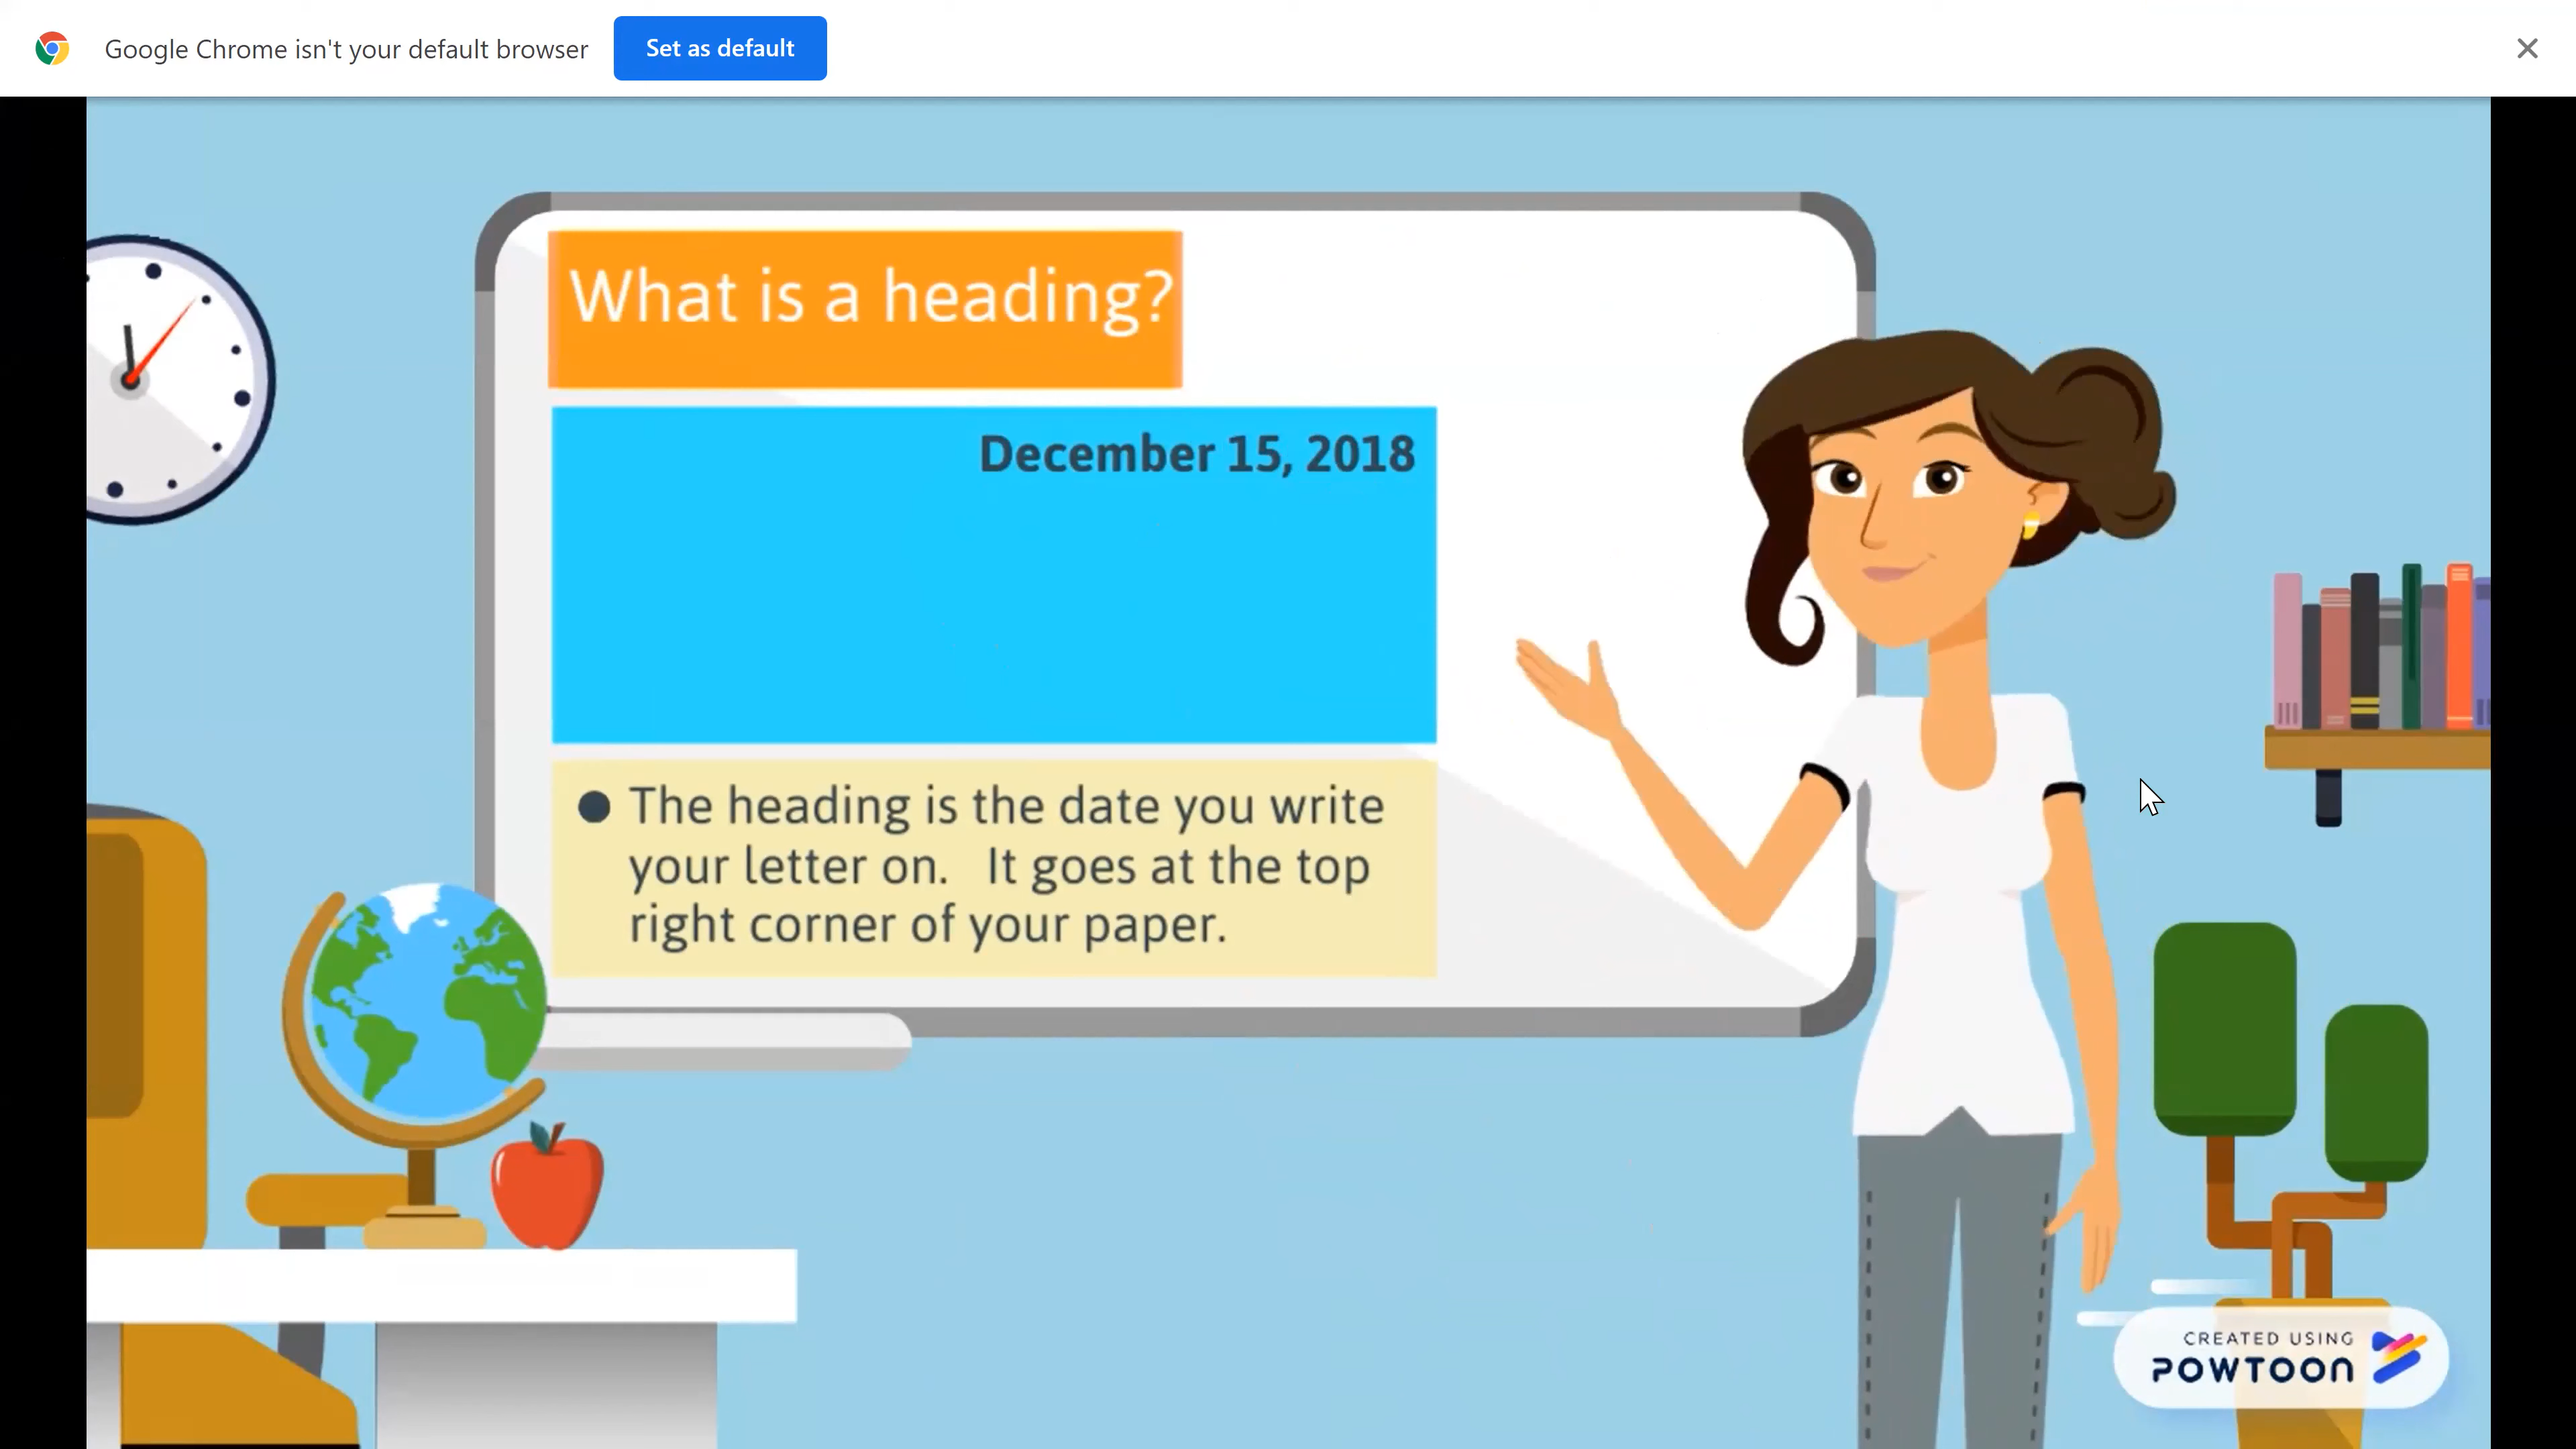 Google Chrome isn't your default browser
Set as default
What is a heading?
December 15, 2018
● The heading is the date you write
your letter on. It goes at the top
right corner of your paper.
CREATED USING
POWTOON